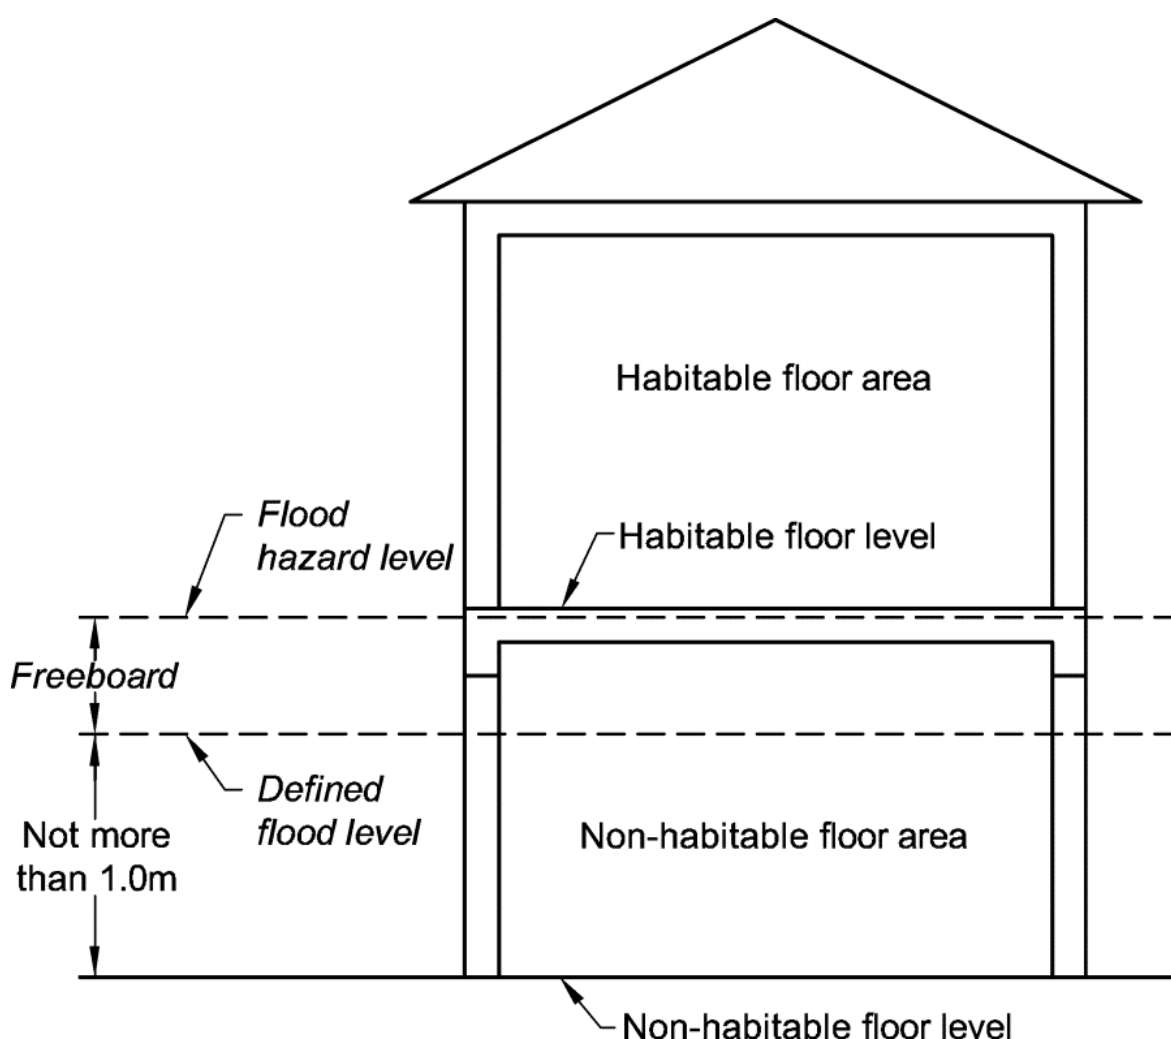 Habitable floor area
Flood
hazard level
Habitable floor level
Freeboard
Defined
flood level
Not more
than 1.0m
Non-habitable floor area
Non-habitable floor level